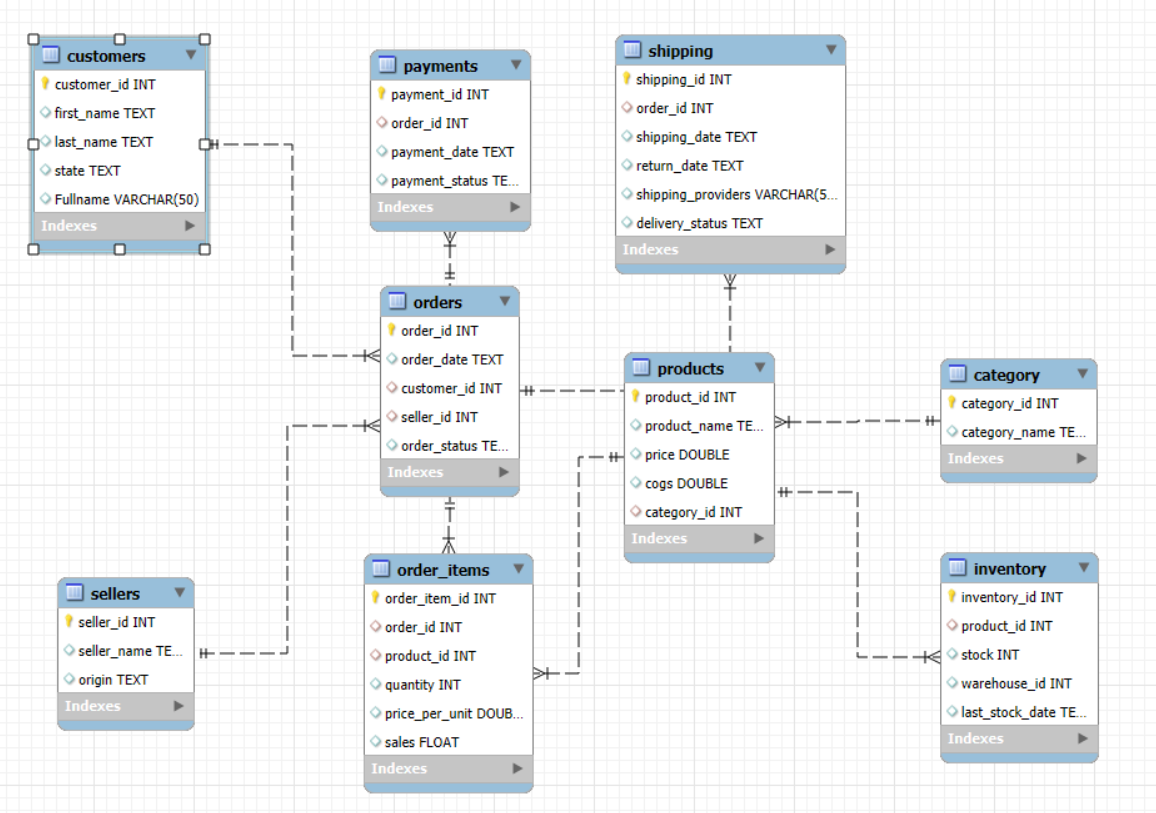 customers
customer_id INT
first_name TEXT
last_name TEXT
state TEXT
Fullname VARCHAR(50)
Indexes
payments
payment_id INT
order_id INT
payment_date TEXT
payment_status TE...
Indexes
shipping
shipping_id INT
order_id INT
shipping_date TEXT
return_date TEXT
shipping_providers VARCHAR(5...
delivery_status TEXT
Indexes
orders
order_id INT
order_date TEXT
customer_id INT
seller_id INT
order_status TE...
Indexes
products
product_id INT
product_name TE...
price DOUBLE
cogs DOUBLE
category_id INT
Indexes
category
category_id INT
category_name TE...
Indexes
sellers
seller_id INT
seller_name TE...
origin TEXT
Indexes
order_items
order_item_id INT
order_id INT
product_id INT
quantity INT
price_per_unit DOUB...
sales FLOAT
Indexes
inventory
inventory_id INT
product_id INT
stock INT
warehouse_id INT
last_stock_date TE...
Indexes